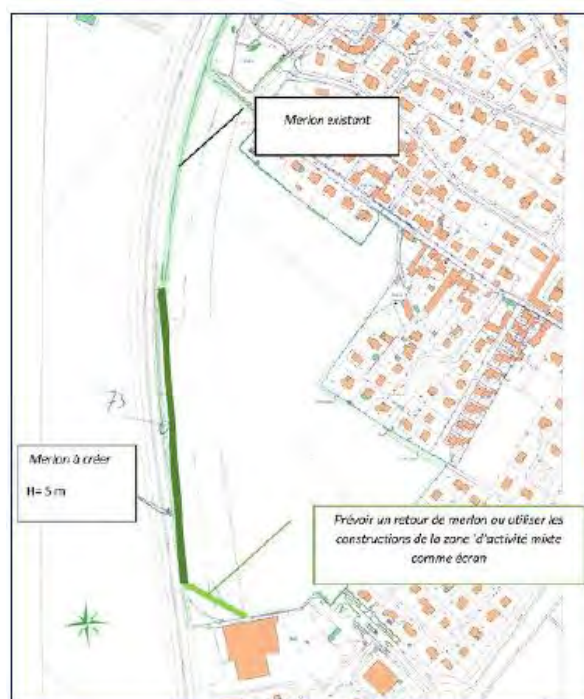 Merlon existant
73
Merlon à créer
H= 5 m
Prévoir un retour de merlon ou utiliser les
constructions de la zone 'd'activité mixte
comme écran